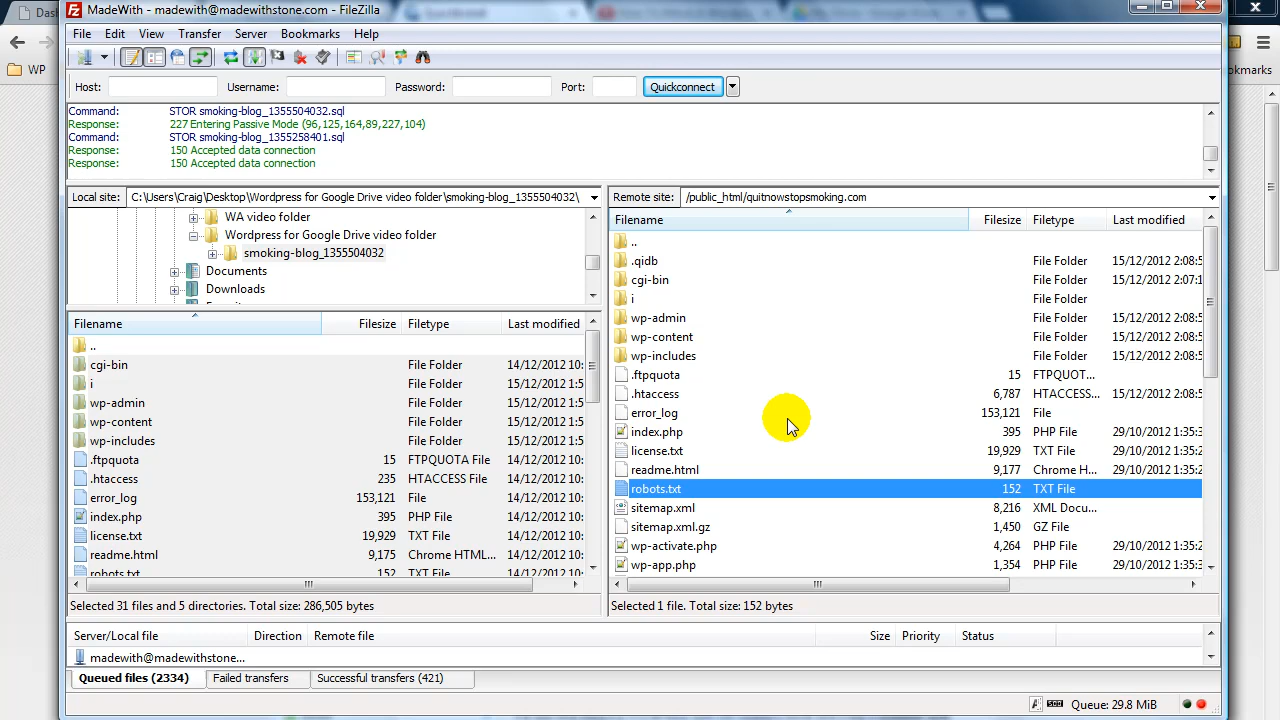 Dash
MadeWith - madewith@madewithstone.com - FileZilla
File Edit View Transfer Server Bookmarks Help
WP
okmarks
Host: Username: Password: Port: Quickconnect
Command: STOR smoking-blog_1355504032.sql
Response: 227 Entering Passive Mode (96,125,164,89,227,104)
Command: STOR smoking-blog_1355258401.sql
Response: 150 Accepted data connection
Response: 150 Accepted data connection
Local site: C:\Users\Craig\Desktop\Wordpress for Google Drive video folder\smoking-blog_1355504032\
WA video folder
Wordpress for Google Drive video folder
smoking-blog_1355504032
Documents
Downloads
Filename Filesize Filetype Last modified
..
cgi-bin File Folder 14/12/2012 10:
i File Folder 15/12/2012 1:5
wp-admin File Folder 15/12/2012 1:5
wp-content File Folder 15/12/2012 1:5
wp-includes File Folder 15/12/2012 1:5
.ftpquota 15 FTPQUOTA File 14/12/2012 10:
.htaccess 235 HTACCESS File 14/12/2012 10:
error_log 153,121 File 14/12/2012 10:
index.php 395 PHP File 14/12/2012 10:
license.txt 19,929 TXT File 14/12/2012 10:
readme.html 9,175 Chrome HTML... 14/12/2012 10:
robots.txt 152 TXT File 14/12/2012 10:
Selected 31 files and 5 directories. Total size: 286,505 bytes
Remote site: /public_html/quitnowstopsmoking.com
Filename Filesize Filetype Last modified
..
.qidb File Folder 15/12/2012 2:08:5
cgi-bin File Folder 15/12/2012 2:07:1
i File Folder
wp-admin File Folder 15/12/2012 2:08:5
wp-content File Folder 15/12/2012 2:08:5
wp-includes File Folder 15/12/2012 2:08:5
.ftpquota 15 FTPQUOT...
.htaccess 6,787 HTACCESS... 15/12/2012 2:08:5
error_log 153,121 File
index.php 395 PHP File 29/10/2012 1:35:2
license.txt 19,929 TXT File 29/10/2012 1:35:2
readme.html 9,177 Chrome H... 29/10/2012 1:35:2
robots.txt 152 TXT File
sitemap.xml 8,216 XML Docu...
sitemap.xml.gz 1,450 GZ File
wp-activate.php 4,264 PHP File 29/10/2012 1:35:2
wp-app.php 1,354 PHP File 29/10/2012 1:35:2
Selected 1 file. Total size: 152 bytes
Server/Local file Direction Remote file Size Priority Status
madewith@madewithstone...
Queued files (2334) Failed transfers Successful transfers (421)
Queue: 29.8 MiB